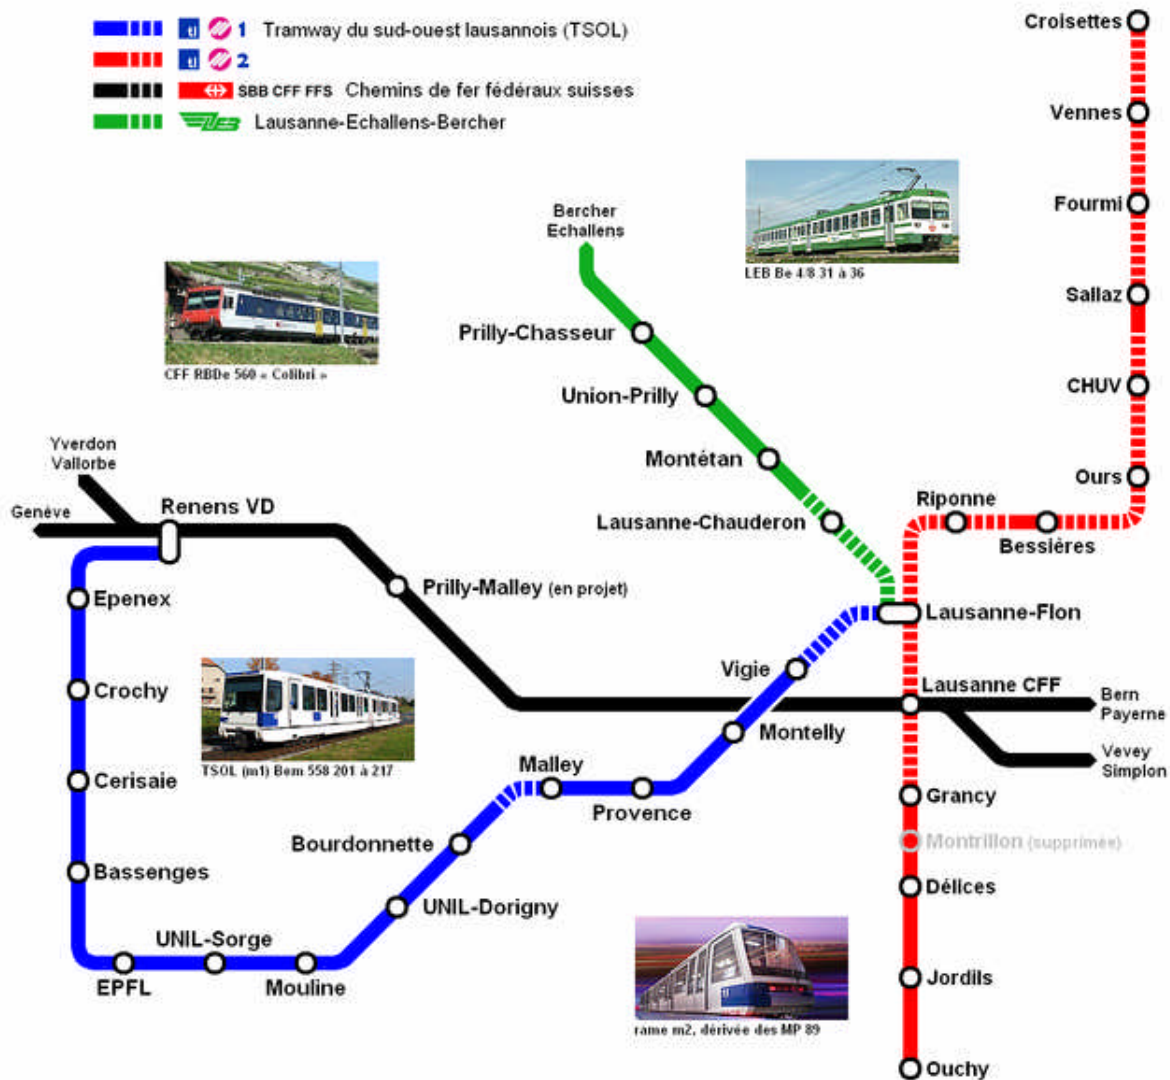 tl 1 Tramway du sud-ouest lausannois (TSOL)
tl 2
SBB CFF FFS Chemins de fer fédéraux suisses
LEB Lausanne-Echallens-Bercher
Croisettes
Vennes
Fourmi
Sallaz
CHUV
Ours
Riponne
Bessières
Bercher
Echallens
LEB Be 4/8 31 à 36
CFF RBDe 560 « Colibri »
Prilly-Chasseur
Union-Prilly
Montétan
Lausanne-Chauderon
Yverdon
Vallorbe
Genève
Renens VD
Prilly-Malley (en projet)
Lausanne-Flon
Epenex
Vigie
Lausanne CFF
Bern
Payerne
Crochy
Montelly
Vevey
Simplon
TSOL (m1) Bem 558 201 à 217
Malley
Cerisaie
Provence
Grancy
Bourdonnette
Montrillon (supprimée)
Bassenges
Délices
UNIL-Dorigny
UNIL-Sorge
EPFL
Mouline
Jordils
rame m2, dérivée des MP 89
Ouchy